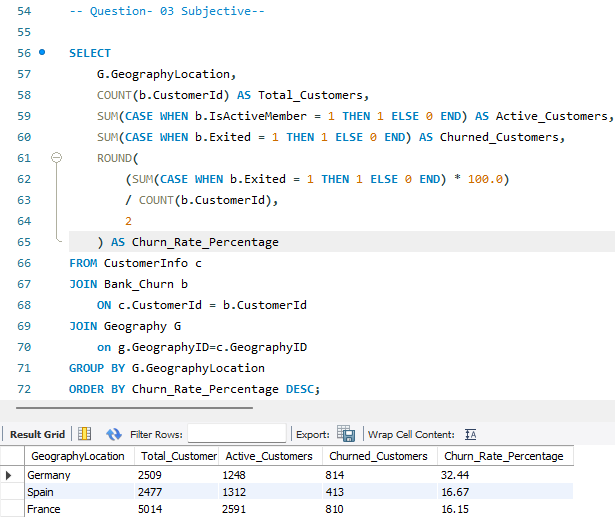 54 -- Question- 03 Subjective--
55
56 SELECT
57 G.GeographyLocation,
58 COUNT(b.CustomerId) AS Total_Customers,
59 SUM(CASE WHEN b.IsActiveMember = 1 THEN 1 ELSE 0 END) AS Active_Customers,
60 SUM(CASE WHEN b.Exited = 1 THEN 1 ELSE 0 END) AS Churned_Customers,
61 ROUND(
62 (SUM(CASE WHEN b.Exited = 1 THEN 1 ELSE 0 END) * 100.0)
63 / COUNT(b.CustomerId),
64 2
65 ) AS Churn_Rate_Percentage
66 FROM CustomerInfo c
67 JOIN Bank_Churn b
68 ON c.CustomerId = b.CustomerId
69 JOIN Geography G
70 on g.GeographyID=c.GeographyID
71 GROUP BY G.GeographyLocation
72 ORDER BY Churn_Rate_Percentage DESC;
Result Grid Filter Rows: Export: Wrap Cell Content: IA
GeographyLocation Total_Customer Active_Customers Churned_Customers Churn_Rate_Percentage
Germany 2509 1248 814 32.44
Spain 2477 1312 413 16.67
France 5014 2591 810 16.15